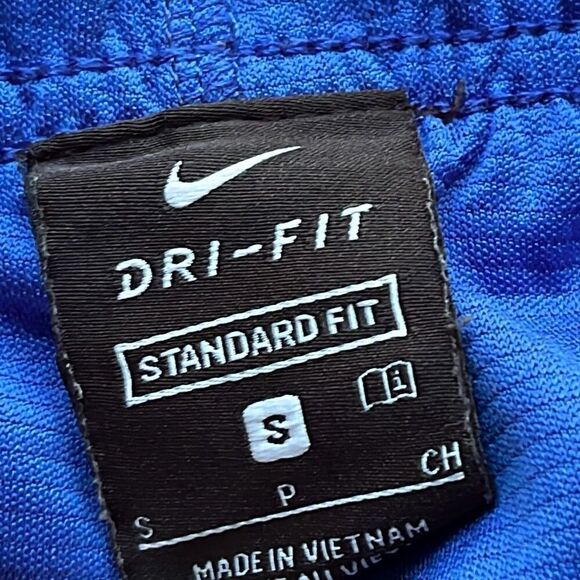 DRI-FIT
STANDARD FIT
S
i
S P CH
MADE IN VIETNAM